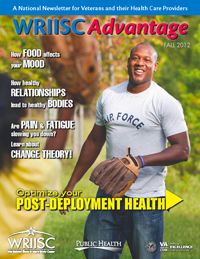 A National Newsletter for Veterans and their Health Care Providers
WRIISC Advantage
FALL 2012
How FOOD affects
your MOOD
How healthy
RELATIONSHIPS
lead to healthy BODIES
Are PAIN & FATIGUE
slowing you down?
Learn about
CHANGE THEORY!
AIR FORCE
Optimize your
POST-DEPLOYMENT HEALTH
WRIISC
PUBLIC HEALTH
VA
EXCELLENCE